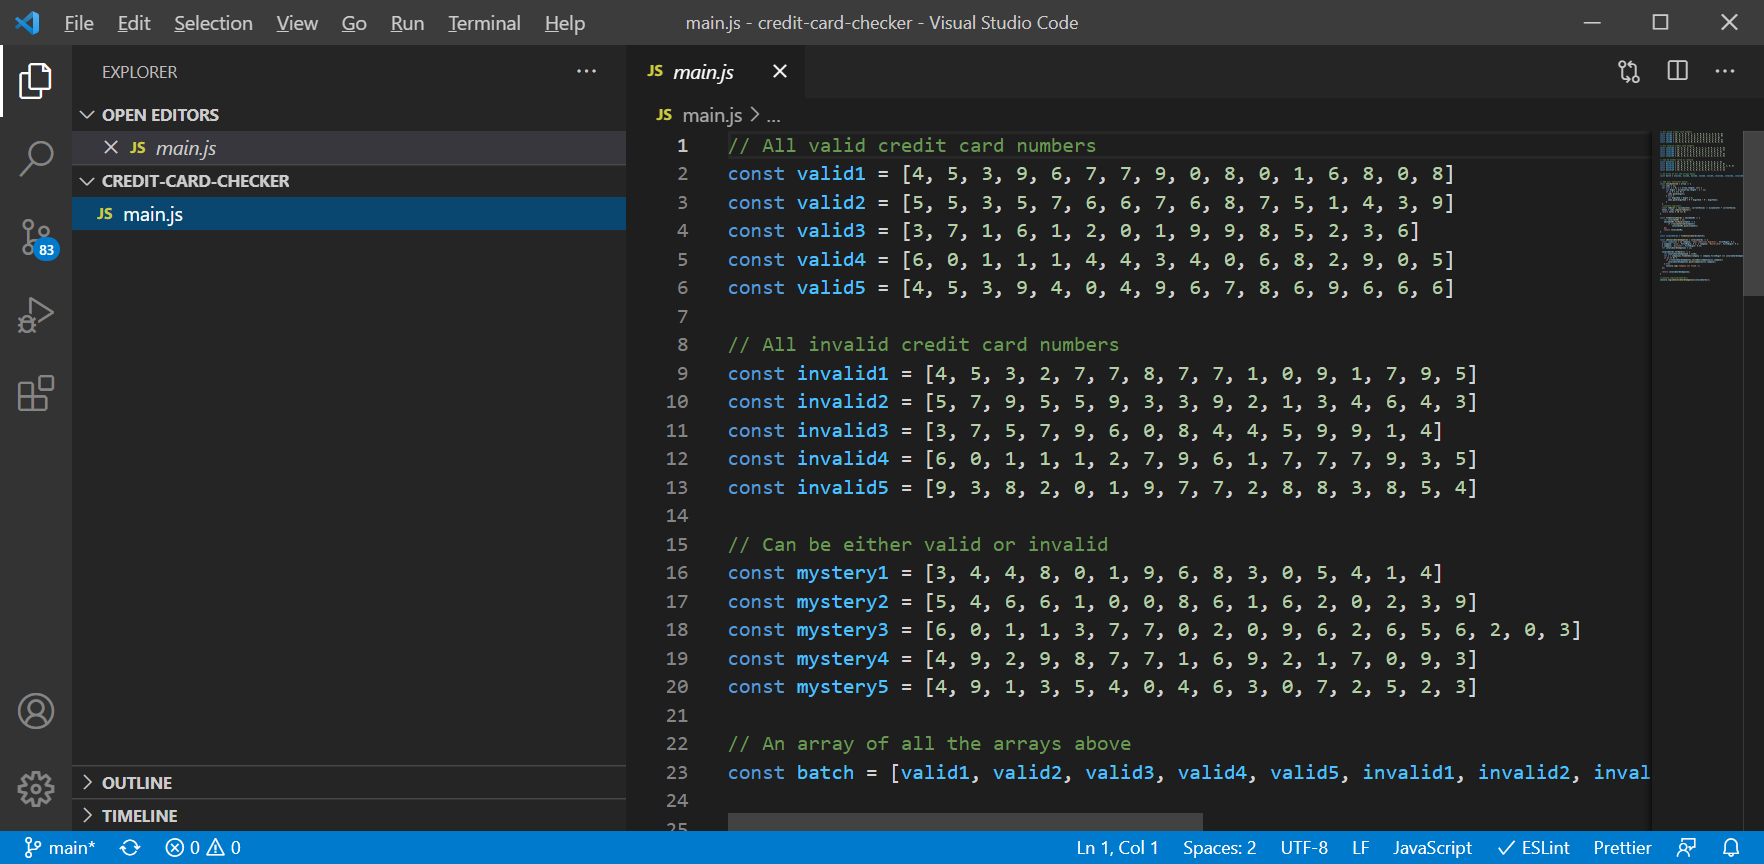 File Edit Selection View Go Run Terminal Help main.js - credit-card-checker - Visual Studio Code
EXPLORER
OPEN EDITORS
JS main.js
CREDIT-CARD-CHECKER
JS main.js
83
OUTLINE
TIMELINE
JS main.js
JS main.js > ...
1 // All valid credit card numbers
2 const valid1 = [4, 5, 3, 9, 6, 7, 7, 9, 0, 8, 0, 1, 6, 8, 0, 8]
3 const valid2 = [5, 5, 3, 5, 7, 6, 6, 7, 6, 8, 7, 5, 1, 4, 3, 9]
4 const valid3 = [3, 7, 1, 6, 1, 2, 0, 1, 9, 9, 8, 5, 2, 3, 6]
5 const valid4 = [6, 0, 1, 1, 1, 4, 4, 3, 4, 0, 6, 8, 2, 9, 0, 5]
6 const valid5 = [4, 5, 3, 9, 4, 0, 4, 9, 6, 7, 8, 6, 9, 6, 6, 6]
7
8 // All invalid credit card numbers
9 const invalid1 = [4, 5, 3, 2, 7, 7, 8, 7, 7, 1, 0, 9, 1, 7, 9, 5]
10 const invalid2 = [5, 7, 9, 5, 5, 9, 3, 3, 9, 2, 1, 3, 4, 6, 4, 3]
11 const invalid3 = [3, 7, 5, 7, 9, 6, 0, 8, 4, 4, 5, 9, 9, 1, 4]
12 const invalid4 = [6, 0, 1, 1, 1, 2, 7, 9, 6, 1, 7, 7, 7, 9, 3, 5]
13 const invalid5 = [9, 3, 8, 2, 0, 1, 9, 7, 7, 2, 8, 8, 3, 8, 5, 4]
14
15 // Can be either valid or invalid
16 const mystery1 = [3, 4, 4, 8, 0, 1, 9, 6, 8, 3, 0, 5, 4, 1, 4]
17 const mystery2 = [5, 4, 6, 6, 1, 0, 0, 8, 6, 1, 6, 2, 0, 2, 3, 9]
18 const mystery3 = [6, 0, 1, 1, 3, 7, 7, 0, 2, 0, 9, 6, 2, 6, 5, 6, 2, 0, 3]
19 const mystery4 = [4, 9, 2, 9, 8, 7, 7, 1, 6, 9, 2, 1, 7, 0, 9, 3]
20 const mystery5 = [4, 9, 1, 3, 5, 4, 0, 4, 6, 3, 0, 7, 2, 5, 2, 3]
21
22 // An array of all the arrays above
23 const batch = [valid1, valid2, valid3, valid4, valid5, invalid1, invalid2, inval
24
25
main* 0 0 Ln 1, Col 1 Spaces: 2 UTF-8 LF JavaScript ESLint Prettier